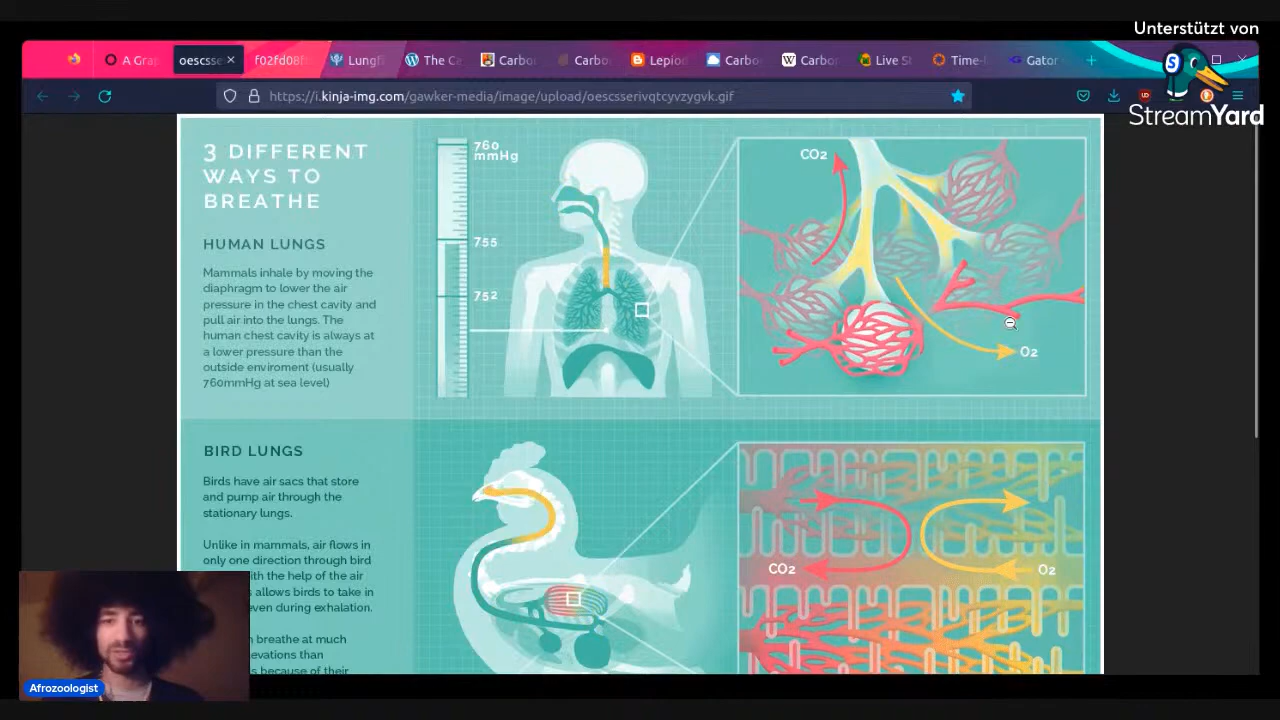 Unterstützt von
StreamYard
A Gra
oescsse
f02fd08f
Lungfi
The Ca
Carbo
Carbo
Lepio
Carbo
Carbo
Live S
Time-
Gator
https://i.kinja-img.com/gawker-media/image/upload/oescsserivqtcyvzygvk.gif
3 DIFFERENT
WAYS TO
BREATHE
HUMAN LUNGS
Mammals inhale by moving the
diaphragm to lower the air
pressure in the chest cavity and
pull air into the lungs. The
human chest cavity is always at
a lower pressure than the
outside enviroment (usually
760mmHg at sea level)
760
mmHg
755
752
CO2
O2
BIRD LUNGS
Birds have air sacs that store
and pump air through the
stationary lungs.
Unlike in mammals, air flows in
only one direction through bird
ith the help of the air
allows birds to take in
even during exhalation.
breathe at much
evations than
because of their
CO2
O2
Afrozoologist